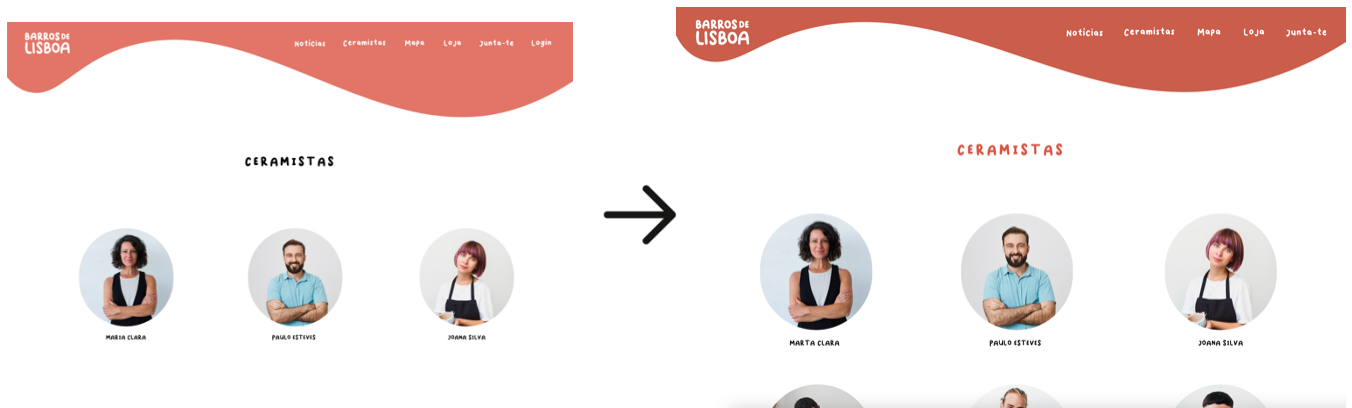 BARROS DE
LISBOA
Notícias Ceramistas Mapa Loja Junta-te Login
CERAMISTAS
MARIA CLARA PAULO ESTEVES JOANA SILVA
BARROS DE
LISBOA
Notícias Ceramistas Mapa Loja Junta-te
CERAMISTAS
MARTA CLARA PAULO ESTEVES JOANA SILVA